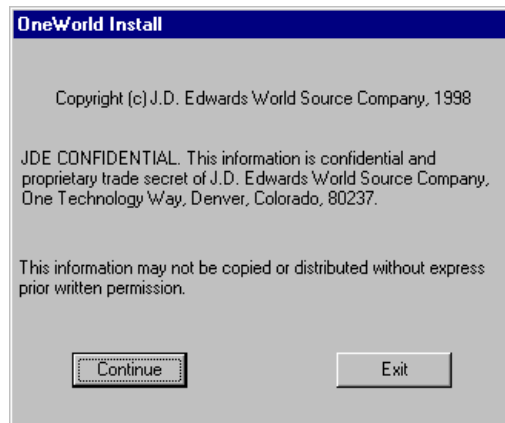 OneWorld Install
Copyright (c) J.D. Edwards World Source Company, 1998
JDE CONFIDENTIAL. This information is confidential and
proprietary trade secret of J.D. Edwards World Source Company,
One Technology Way, Denver, Colorado, 80237.
This information may not be copied or distributed without express
prior written permission.
Continue
Exit